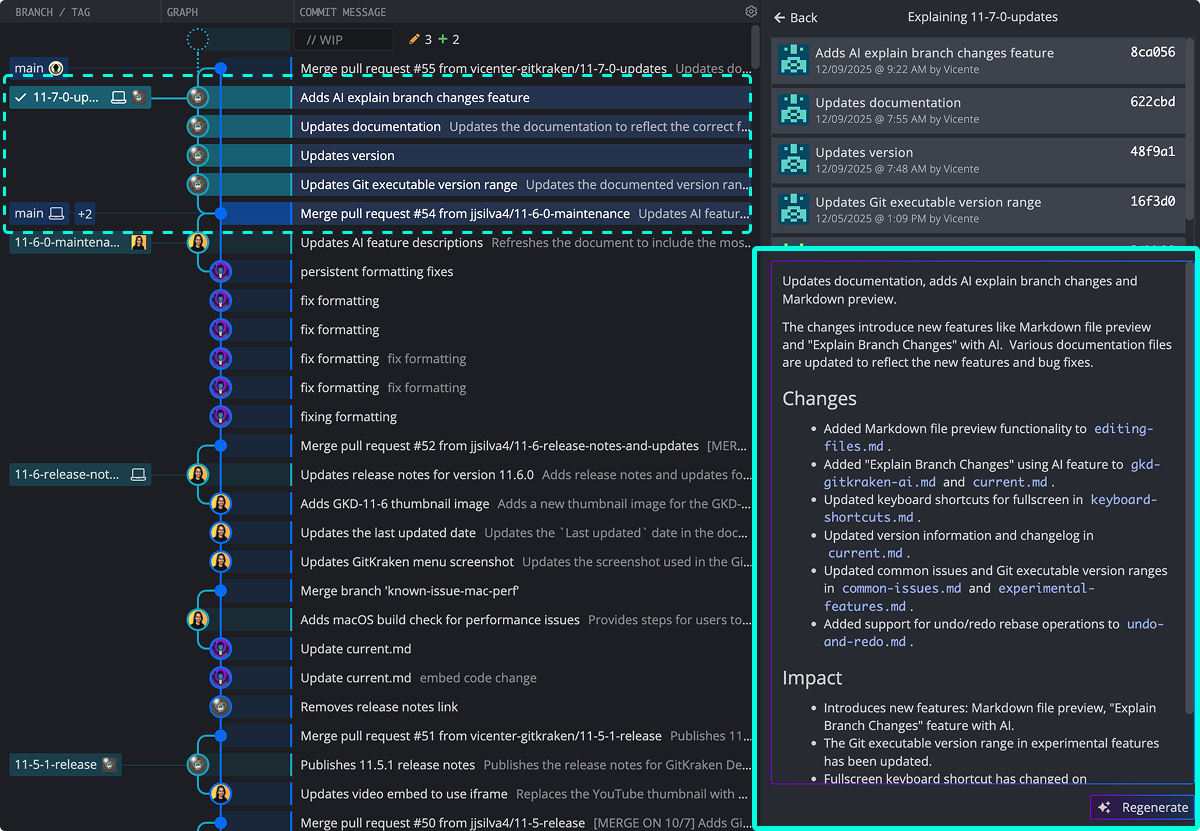 BRANCH / TAG GRAPH COMMIT MESSAGE
// WIP 3 + 2
main Merge pull request #55 from vicenter-gitkraken/11-7-0-updates Updates do...
11-7-0-up... Adds AI explain branch changes feature
Updates documentation Updates the documentation to reflect the correct f...
Updates version
Updates Git executable version range Updates the documented version ran...
main +2 Merge pull request #54 from jjsilva4/11-6-0-maintenance Updates AI featur...
11-6-0-maintena... Updates AI feature descriptions Refreshes the document to include the mos...
persistent formatting fixes
fix formatting
fix formatting
fix formatting fix formatting
fix formatting fix formatting
fixing formatting
Merge pull request #52 from jjsilva4/11-6-release-notes-and-updates [MER...
11-6-release-not... Updates release notes for version 11.6.0 Adds release notes and updates fo...
Adds GKD-11-6 thumbnail image Adds a new thumbnail image for the GKD-...
Updates the last updated date Updates the `Last updated` date in the doc...
Updates GitKraken menu screenshot Updates the screenshot used in the Gi...
Merge branch 'known-issue-mac-perf'
Adds macOS build check for performance issues Provides steps for users to...
Update current.md
Update current.md embed code change
Removes release notes link
Merge pull request #51 from vicenter-gitkraken/11-5-1-release Publishes 11...
11-5-1-release Publishes 11.5.1 release notes Publishes the release notes for GitKraken De...
Updates video embed to use iframe Replaces the YouTube thumbnail with ...
Merge pull request #50 from jjsilva4/11-5-release [MERGE ON 10/7] Adds Gi...
Back Explaining 11-7-0-updates
Adds AI explain branch changes feature 8ca056
12/09/2025 @ 9:22 AM by Vicente
Updates documentation 622cbd
12/09/2025 @ 7:55 AM by Vicente
Updates version 48f9a1
12/09/2025 @ 7:48 AM by Vicente
Updates Git executable version range 16f3d0
12/05/2025 @ 1:09 PM by Vicente
Updates documentation, adds AI explain branch changes and
Markdown preview.
The changes introduce new features like Markdown file preview
and "Explain Branch Changes" with AI. Various documentation files
are updated to reflect the new features and bug fixes.
Changes
• Added Markdown file preview functionality to editing-
files.md .
• Added "Explain Branch Changes" using AI feature to gkd-
gitkraken-ai.md and current.md .
• Updated keyboard shortcuts for fullscreen in keyboard-
shortcuts.md .
• Updated version information and changelog in
current.md .
• Updated common issues and Git executable version ranges
in common-issues.md and experimental-
features.md .
• Added support for undo/redo rebase operations to undo-
and-redo.md .
Impact
• Introduces new features: Markdown file preview, "Explain
Branch Changes" feature with AI.
• The Git executable version range in experimental features
has been updated.
• Fullscreen keyboard shortcut has changed on
Regenerate